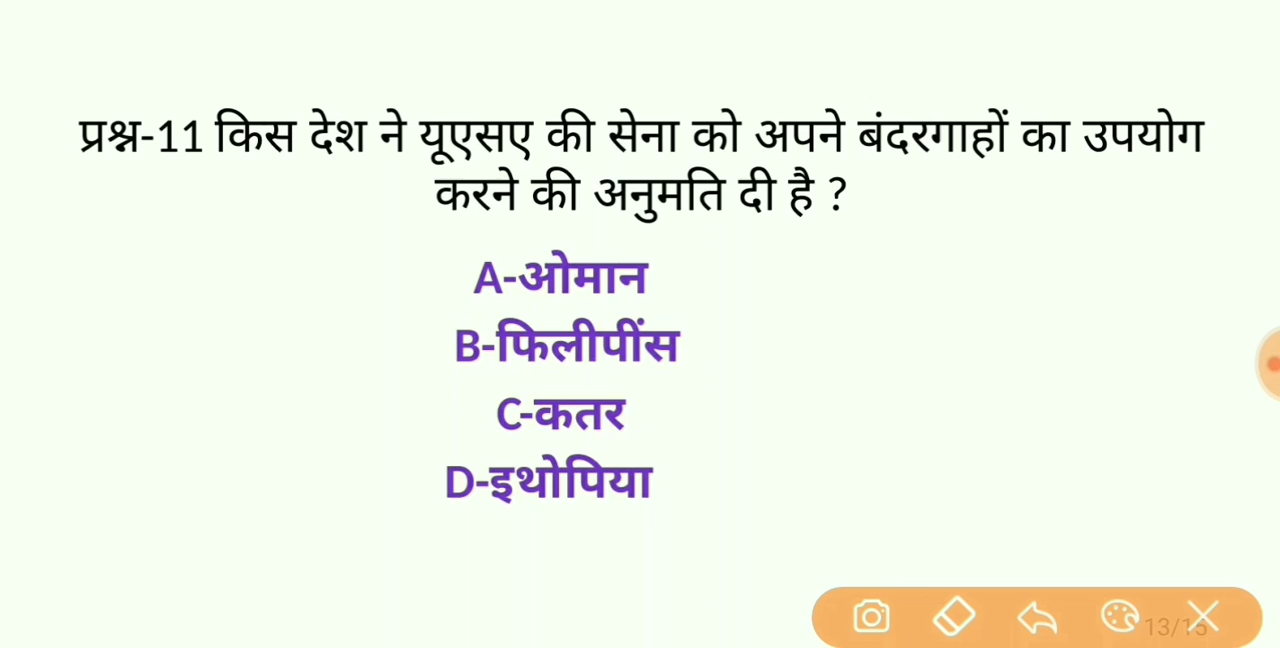 प्रश्न-11 किस देश ने यूएसए की सेना को अपने बंदरगाहों का उपयोग
करने की अनुमति दी है ?
A-ओमान
B-फिलीपींस
C-कतर
D-इथोपिया
13/15